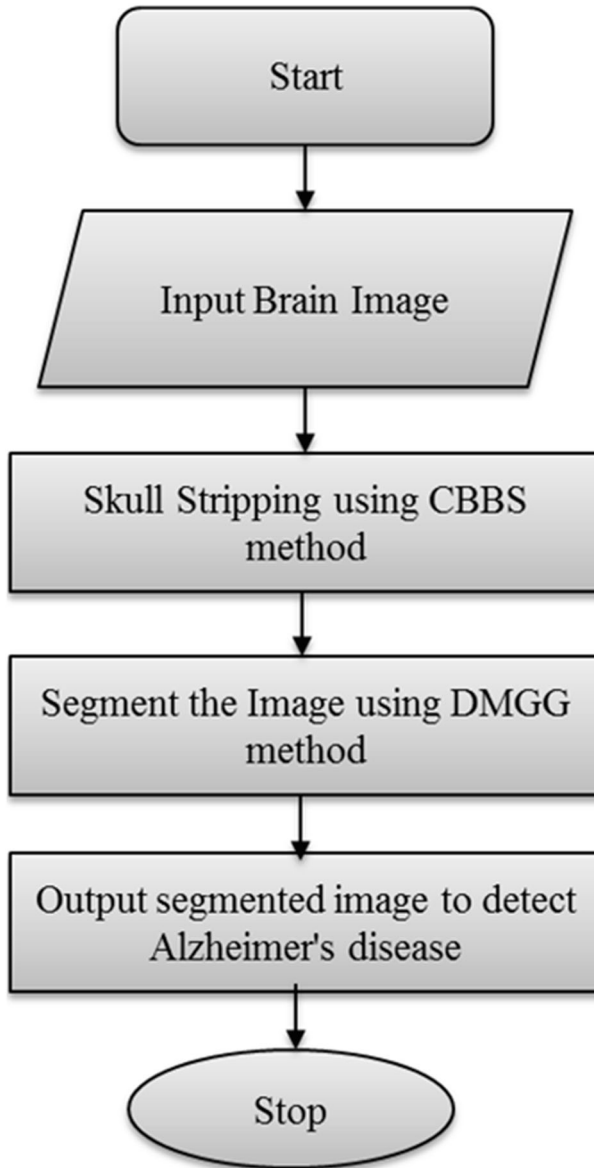 Start
Input Brain Image
Skull Stripping using CBBS
method
Segment the Image using DMGG
method
Output segmented image to detect
Alzheimer's disease
Stop